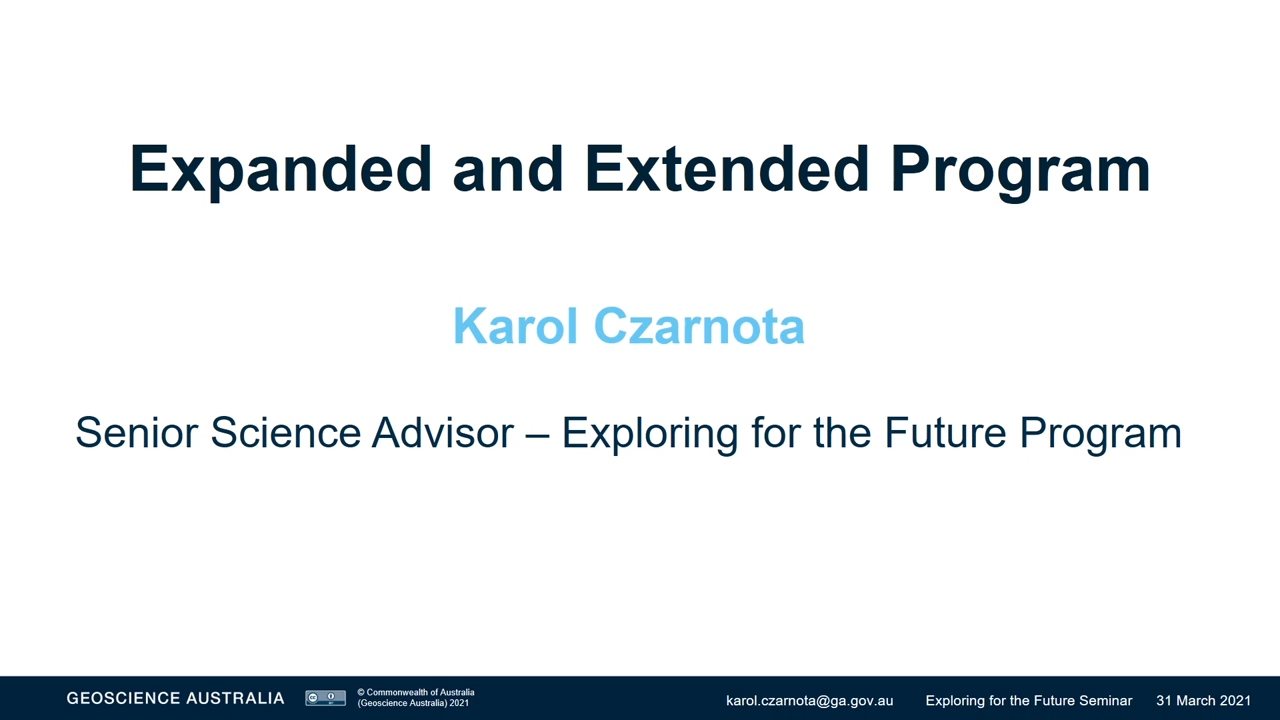 Expanded and Extended Program
Karol Czarnota
Senior Science Advisor – Exploring for the Future Program
GEOSCIENCE AUSTRALIA
© Commonwealth of Australia
(Geoscience Australia) 2021
karol.czarnota@ga.gov.au
Exploring for the Future Seminar
31 March 2021